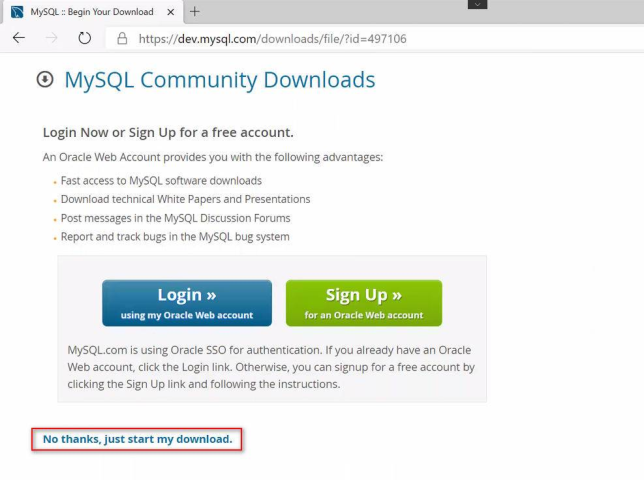 MySQL :: Begin Your Download
https://dev.mysql.com/downloads/file/?id=497106
MySQL Community Downloads
Login Now or Sign Up for a free account.
An Oracle Web Account provides you with the following advantages:
Fast access to MySQL software downloads
Download technical White Papers and Presentations
Post messages in the MySQL Discussion Forums
Report and track bugs in the MySQL bug system
Login »
using my Oracle Web account
Sign Up »
for an Oracle Web account
MySQL.com is using Oracle SSO for authentication. If you already have an Oracle
Web account, click the Login link. Otherwise, you can signup for a free account by
clicking the Sign Up link and following the instructions.
No thanks, just start my download.